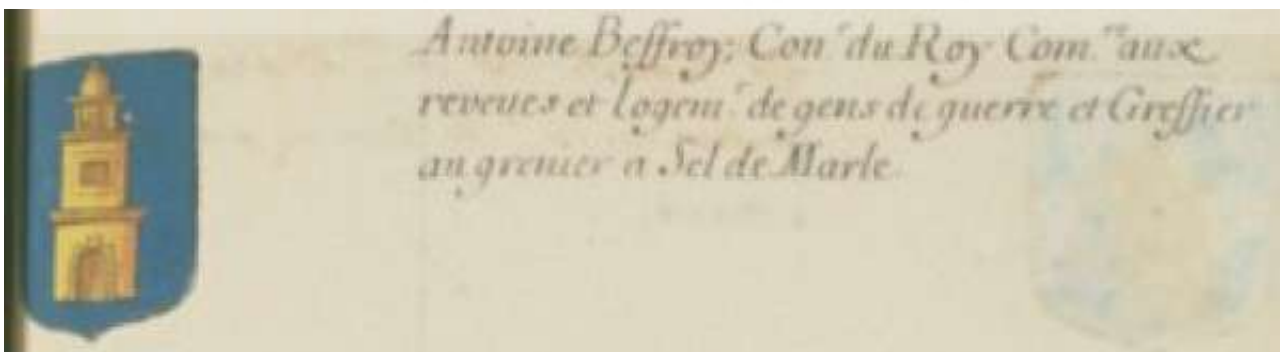 Antoine Beffroy; Con.r du Roy Com.re aux
reveues et Logem.t de gens de guerre et Greffier
au grenier a Sel de Marle.